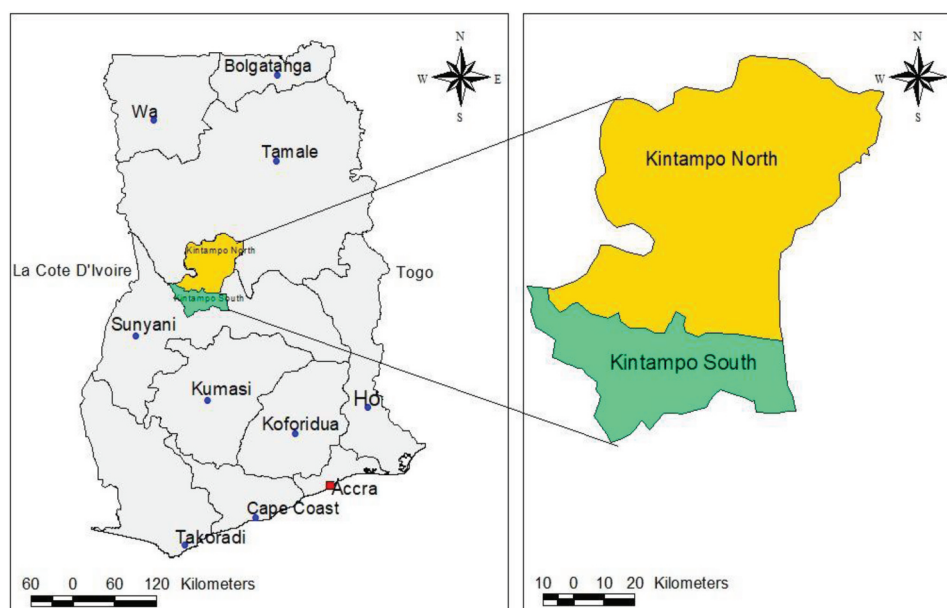 N
W
E
S
Bolgatanga
Wa
Tamale
Kintampo North
La Cote D'Ivoire
Togo
Kintampo South
Sunyani
Kumasi
Ho
Koforidua
Accra
Cape Coast
Takoradi
60 0 60 120 Kilometers
N
W
E
S
Kintampo North
Kintampo South
10 0 10 20 Kilometers